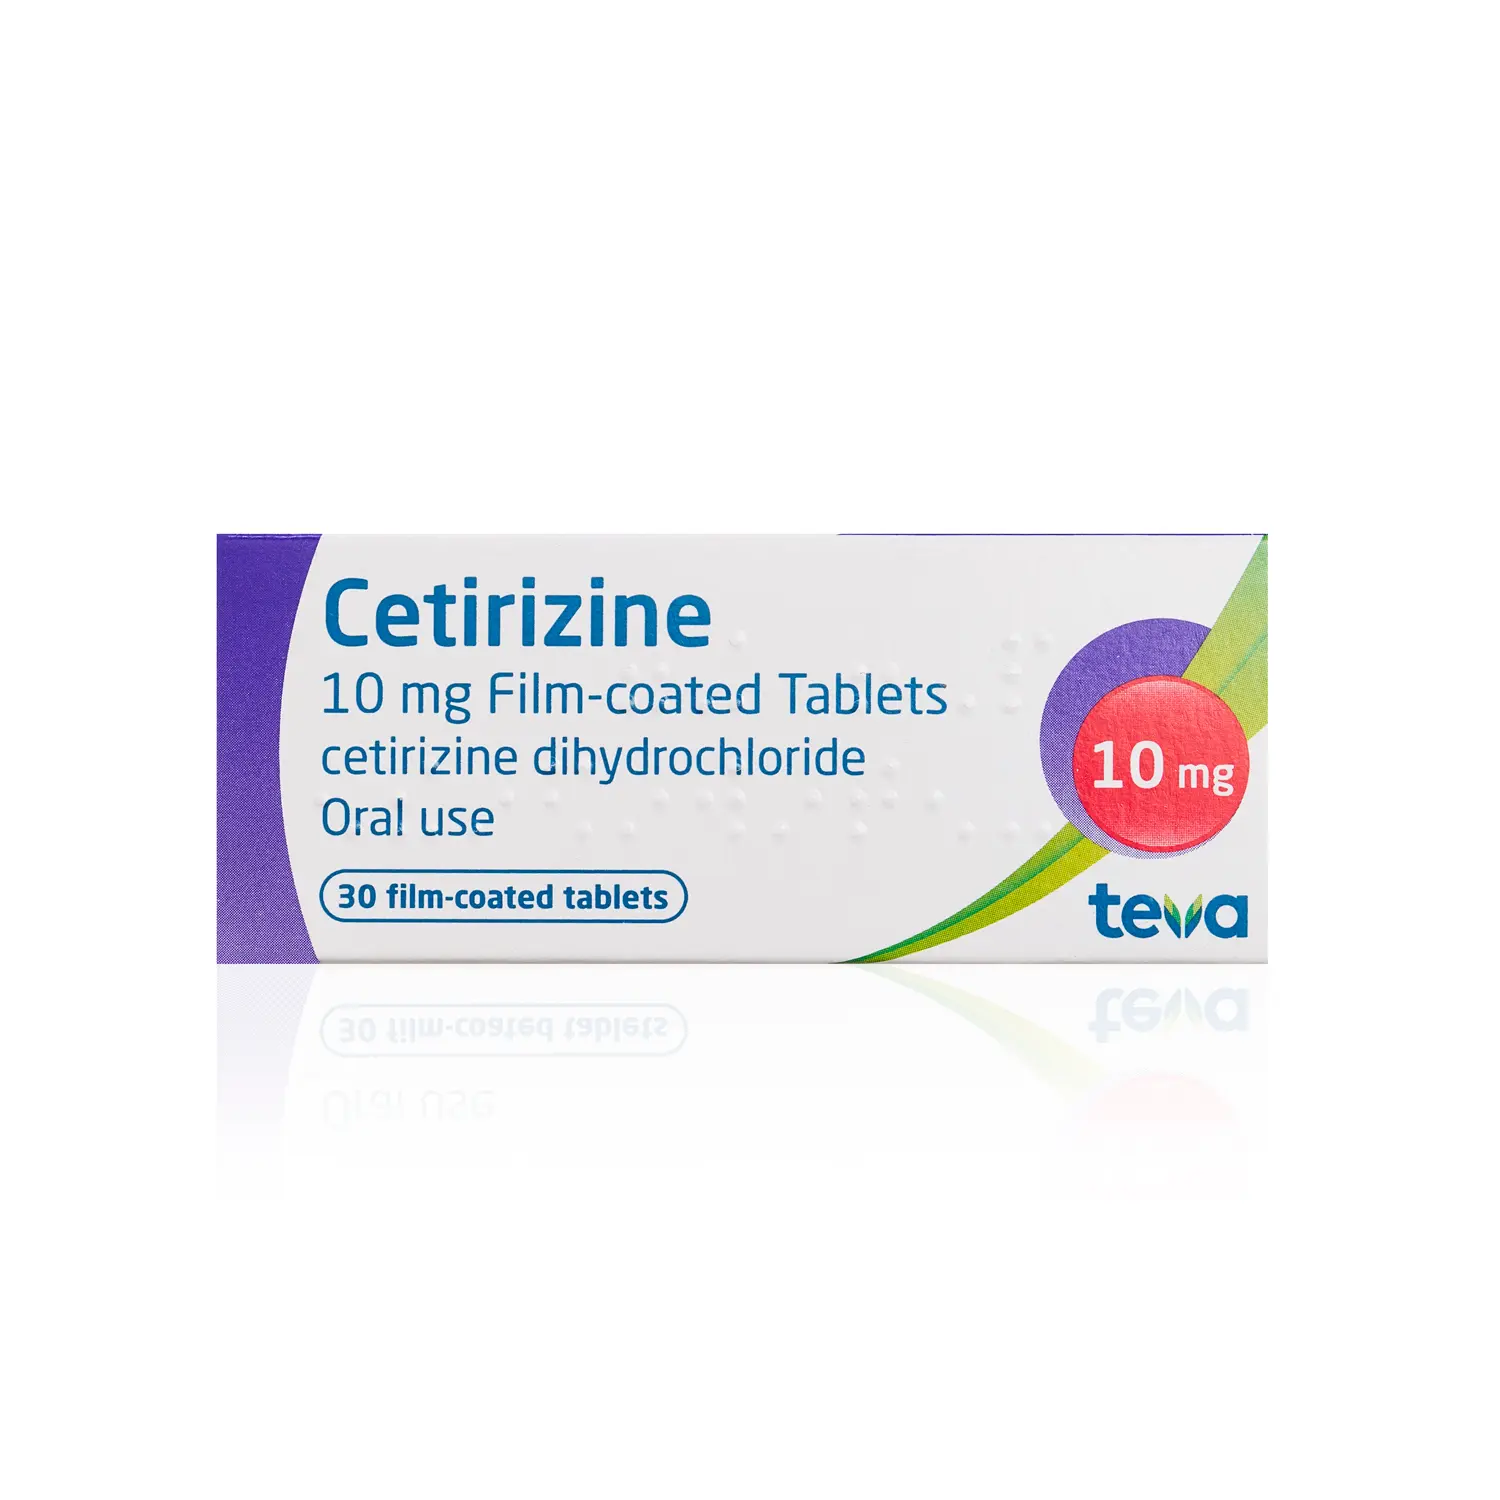 Cetirizine
10 mg Film-coated Tablets
cetirizine dihydrochloride
Oral use
30 film-coated tablets
10 mg
teva